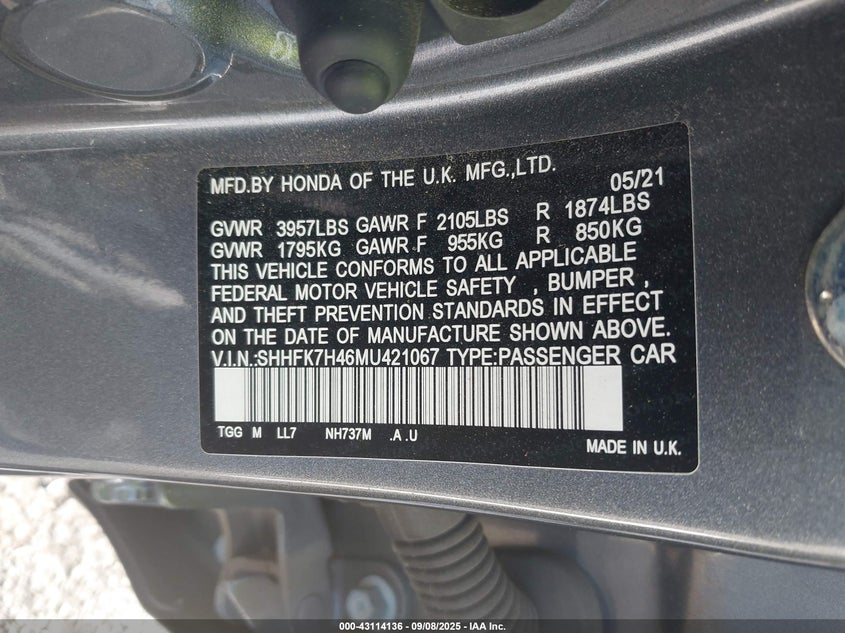 MFD.BY HONDA OF THE U.K. MFG.,LTD. 05/21
GVWR 3957LBS GAWR F 2105LBS R 1874LBS
GVWR 1795KG GAWR F 955KG R 850KG
THIS VEHICLE CONFORMS TO ALL APPLICABLE
FEDERAL MOTOR VEHICLE SAFETY , BUMPER ,
AND THEFT PREVENTION STANDARDS IN EFFECT
ON THE DATE OF MANUFACTURE SHOWN ABOVE.
V.I.N.:SHHFK7H46MU421067 TYPE:PASSENGER CAR
TGG M LL7 NH737M .A .U
MADE IN U.K.
000-43114136 - 09/08/2025 - IAA Inc.